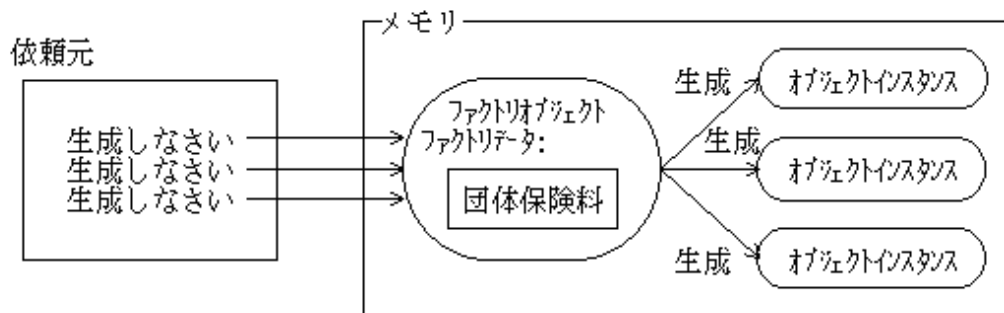 メモリ
依頼元
ファクトリオブジェクト
ファクトリデータ:
団体保険料
生成しなさい
生成しなさい
生成しなさい
生成
オブジェクトインスタンス
生成
オブジェクトインスタンス
生成
オブジェクトインスタンス